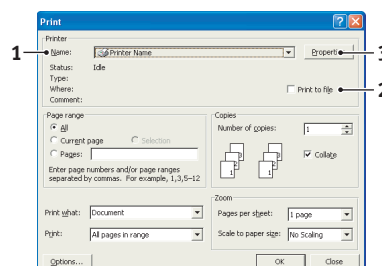 Print
Printer
1 Name: Printer Name Properti 3
Status: Idle
Type:
Where: Print to file 2
Comment:
Page range
All
Current page Selection
Pages:
Enter page numbers and/or page ranges
separated by commas. For example, 1,3,5–12
Copies
Number of copies: 1
Collate
Print what: Document
Print: All pages in range
Zoom
Pages per sheet: 1 page
Scale to paper size: No Scaling
Options... OK Close